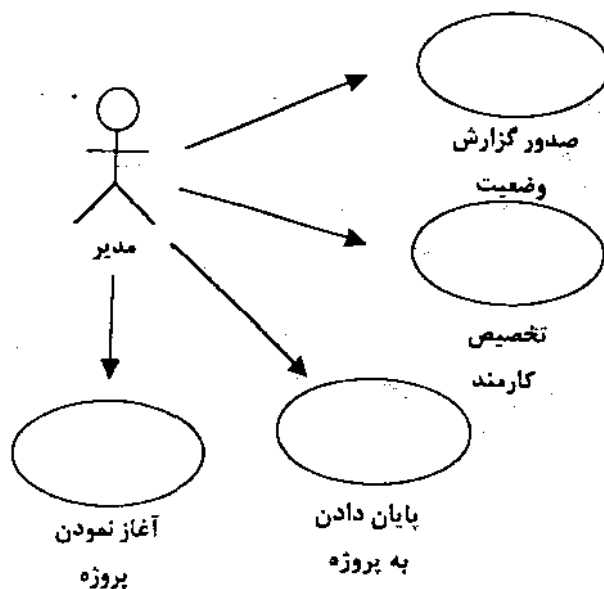 صدور گزارش
وضعیت
مدیر
تخصیص
کارمند
پایان دادن
به پروژه
آغاز نمودن
پروژه